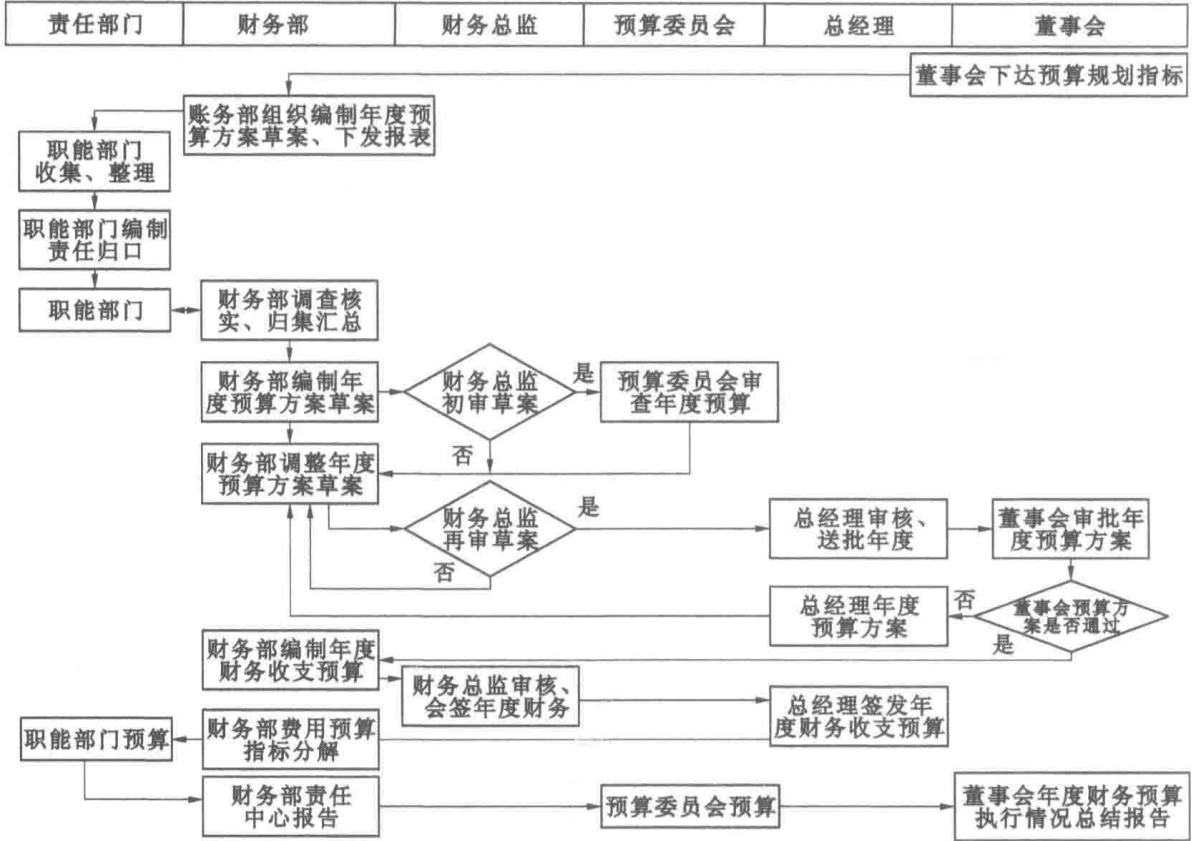 责任部门
财务部
财务总监
预算委员会
总经理
董事会
董事会下达预算规划指标
账务部组织编制年度预
算方案草案、下发报表
职能部门
收集、整理
职能部门编制
责任归口
职能部门
财务部调查核
实、归集汇总
财务部编制年
度预算方案草案
财务总监
初审草案
是
预算委员会审
查年度预算
否
财务部调整年度
预算方案草案
财务总监
再审草案
是
否
总经理审核、
送批年度
董事会审批年
度预算方案
董事会预算方
案是否通过
否
是
总经理年度
预算方案
财务部编制年度
财务收支预算
财务总监审核、
会签年度财务
总经理签发年
度财务收支预算
财务部费用预算
指标分解
职能部门预算
财务部责任
中心报告
预算委员会预算
董事会年度财务预算
执行情况总结报告